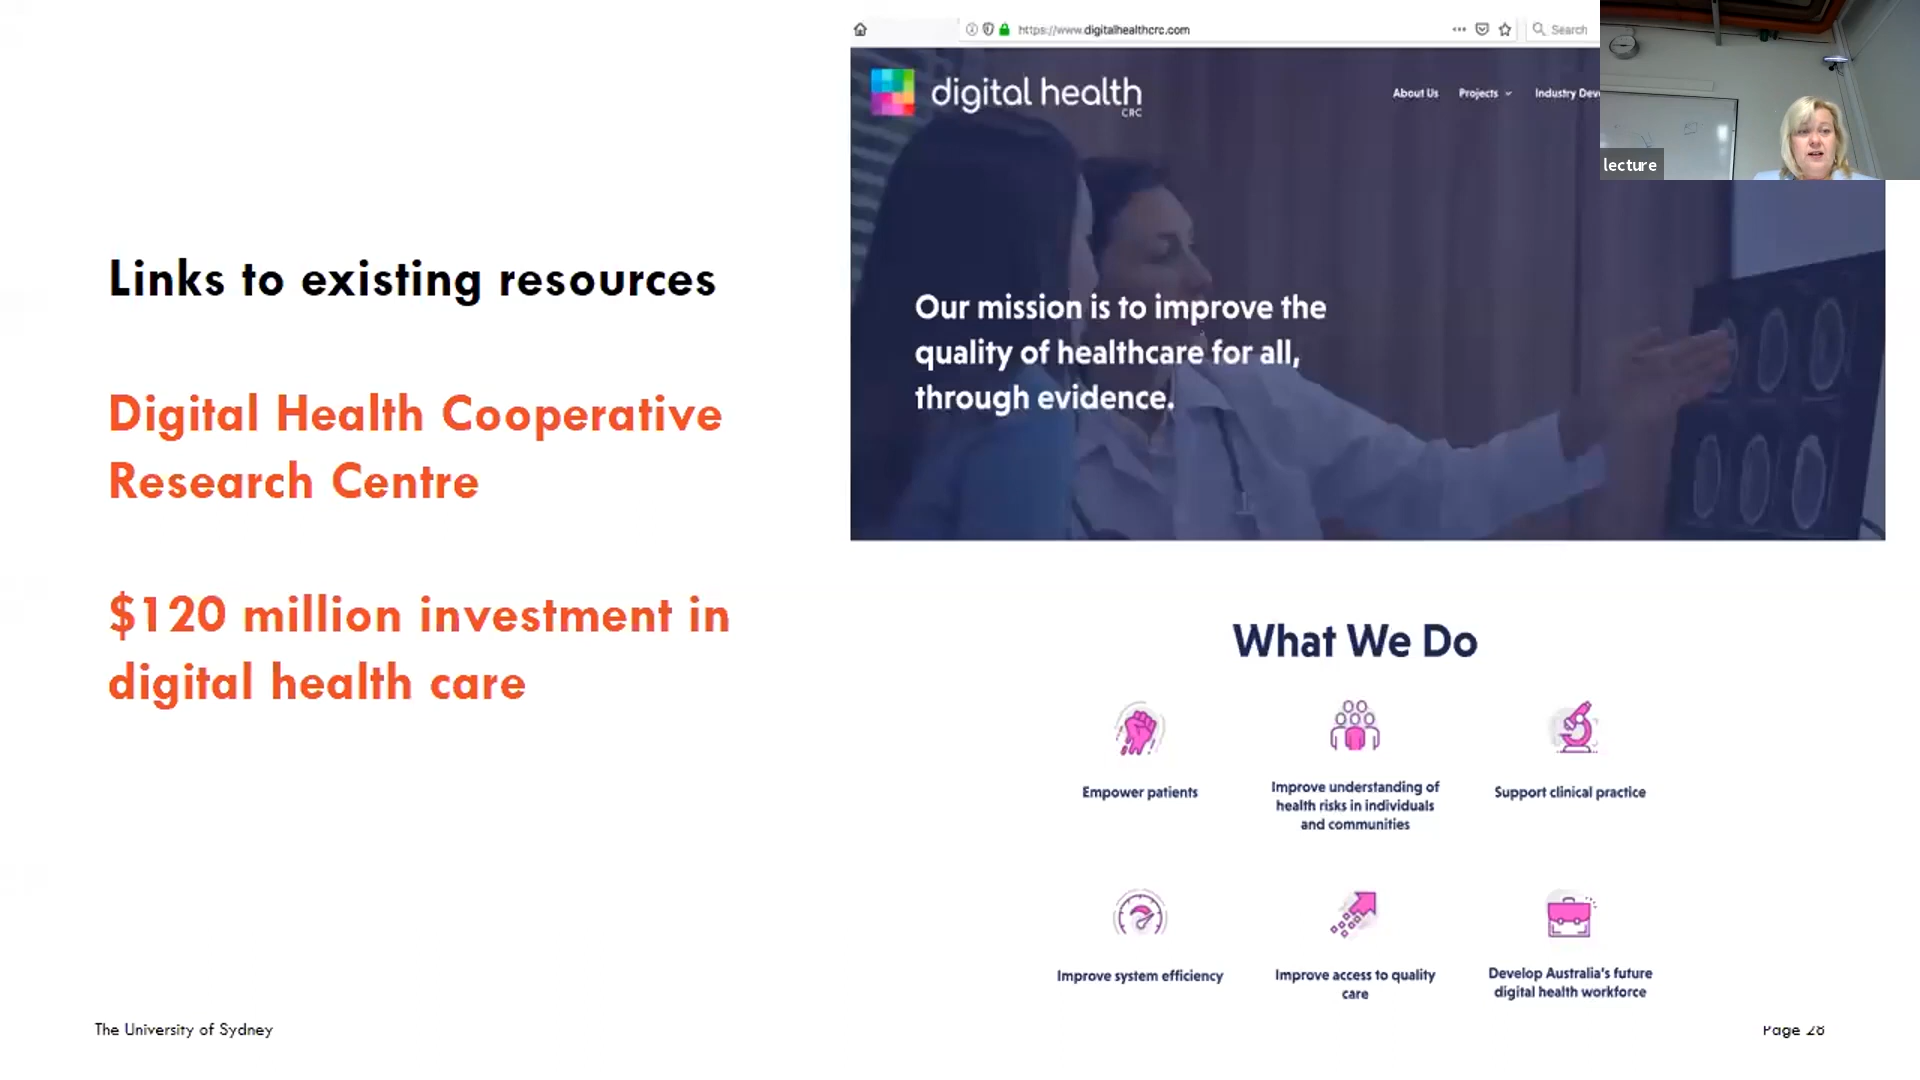 https://www.digitalhealthcrc.com
Search
digital health
CRC
About Us
Projects
Industry Dev
lecture
Our mission is to improve the
quality of healthcare for all,
through evidence.
Links to existing resources
Digital Health Cooperative
Research Centre
$120 million investment in
digital health care
What We Do
Empower patients
Improve understanding of
health risks in individuals
and communities
Support clinical practice
Improve system efficiency
Improve access to quality
care
Develop Australia's future
digital health workforce
The University of Sydney
Page 28